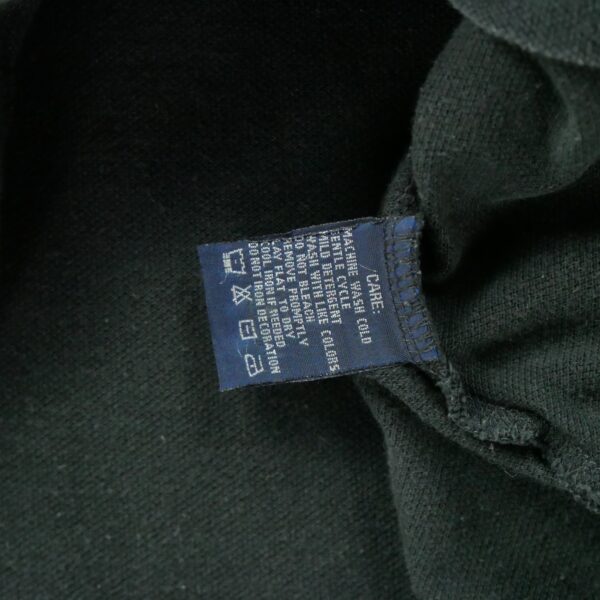 CARE:
MACHINE WASH COLD
GENTLE CYCLE
MILD DETERGENT
WASH WITH LIKE COLORS
DO NOT BLEACH
REMOVE PROMPTLY
LAY FLAT TO DRY
COOL IRON IF NEEDED
DO NOT IRON DECORATION